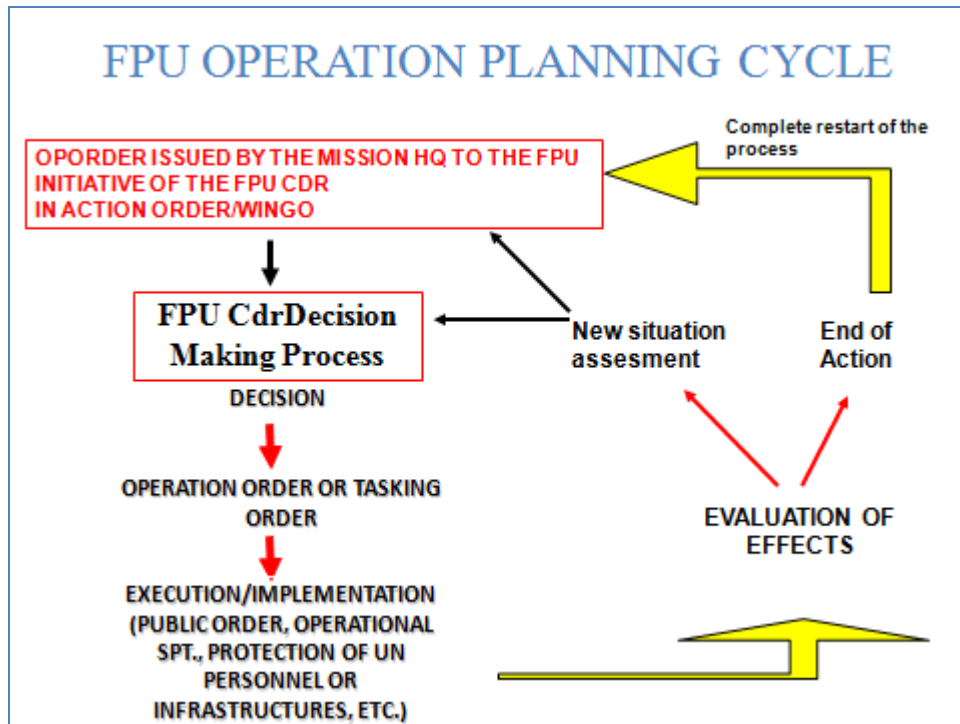 FPU OPERATION PLANNING CYCLE
Complete restart of the
process
OPORDER ISSUED BY THE MISSION HQ TO THE FPU
INITIATIVE OF THE FPU CDR
IN ACTION ORDER/WINGO
FPU CdrDecision
Making Process
New situation
assesment
End of
Action
DECISION
OPERATION ORDER OR TASKING
ORDER
EVALUATION OF
EFFECTS
EXECUTION/IMPLEMENTATION
(PUBLIC ORDER, OPERATIONAL
SPT., PROTECTION OF UN
PERSONNEL OR
INFRASTRUCTURES, ETC.)